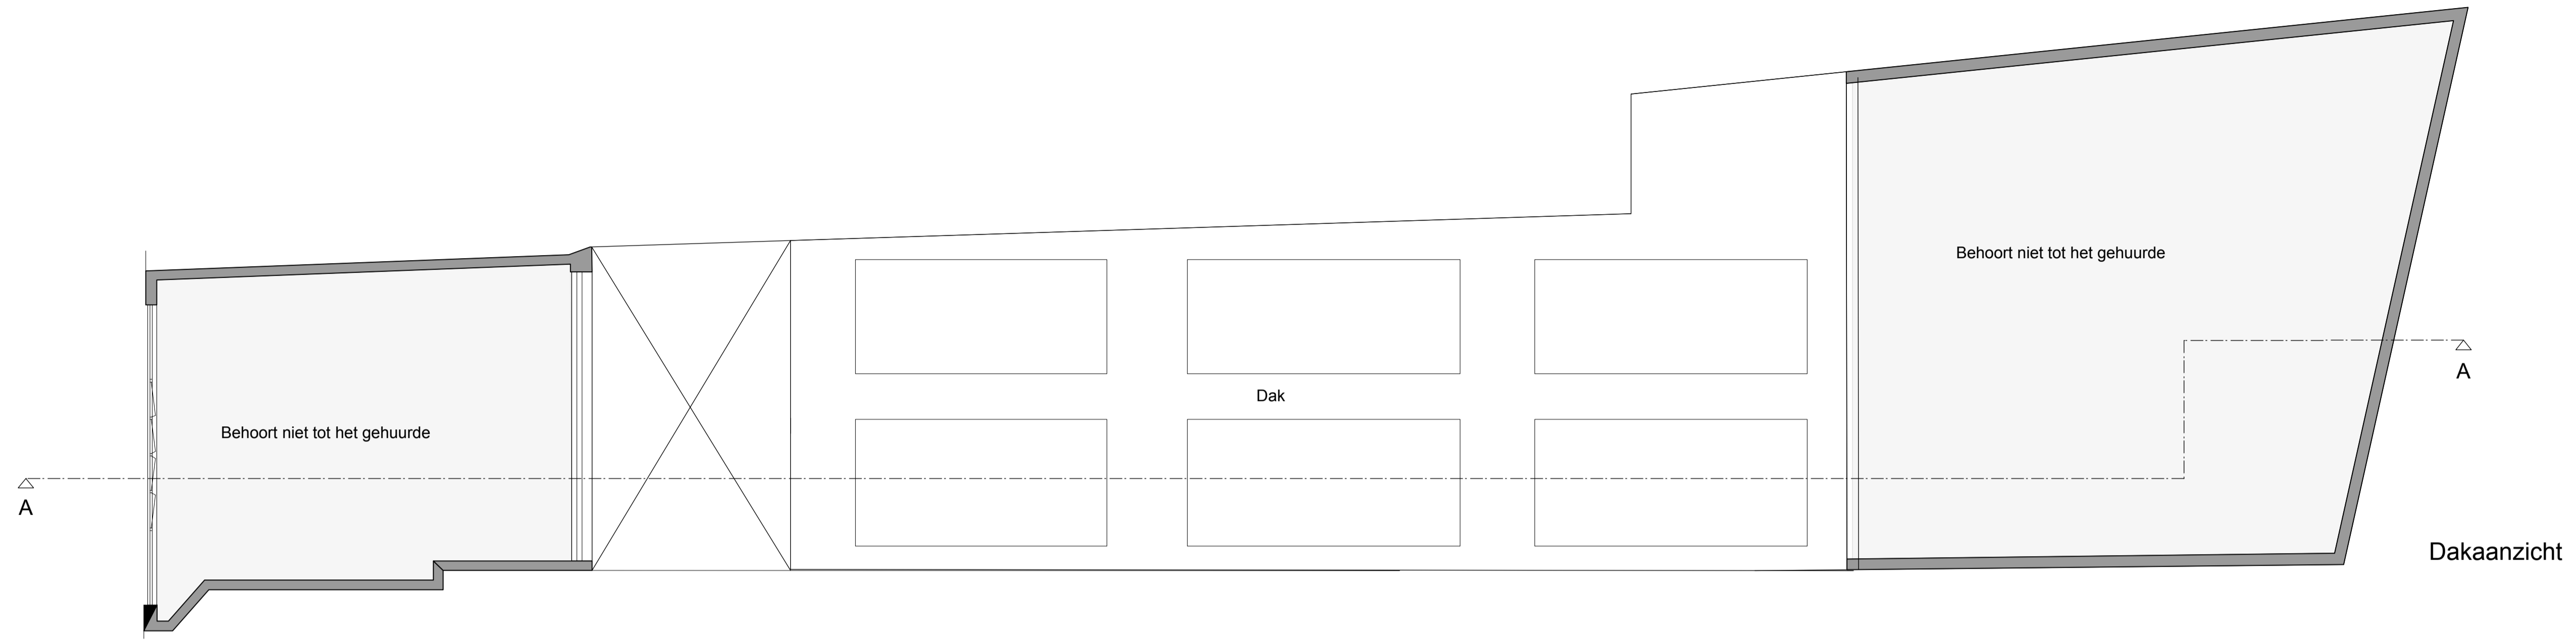 Behoort niet tot het gehuurde
A
Dak
Behoort niet tot het gehuurde
A
Dakaanzicht